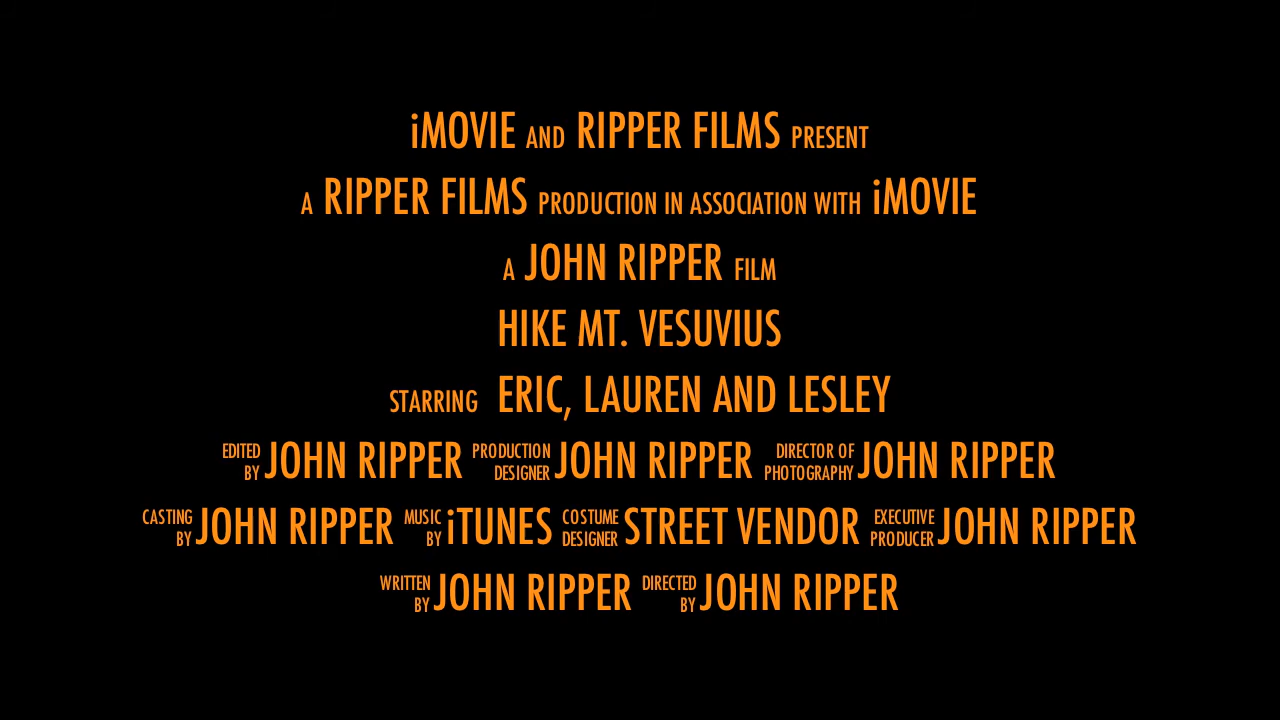 iMOVIE AND RIPPER FILMS PRESENT
A RIPPER FILMS PRODUCTION IN ASSOCIATION WITH iMOVIE
A JOHN RIPPER FILM
HIKE MT. VESUVIUS
STARRING ERIC, LAUREN AND LESLEY
EDITED BY JOHN RIPPER PRODUCTION DESIGNER JOHN RIPPER DIRECTOR OF PHOTOGRAPHY JOHN RIPPER
CASTING BY JOHN RIPPER MUSIC BY iTUNES COSTUME DESIGNER STREET VENDOR EXECUTIVE PRODUCER JOHN RIPPER
WRITTEN BY JOHN RIPPER DIRECTED BY JOHN RIPPER